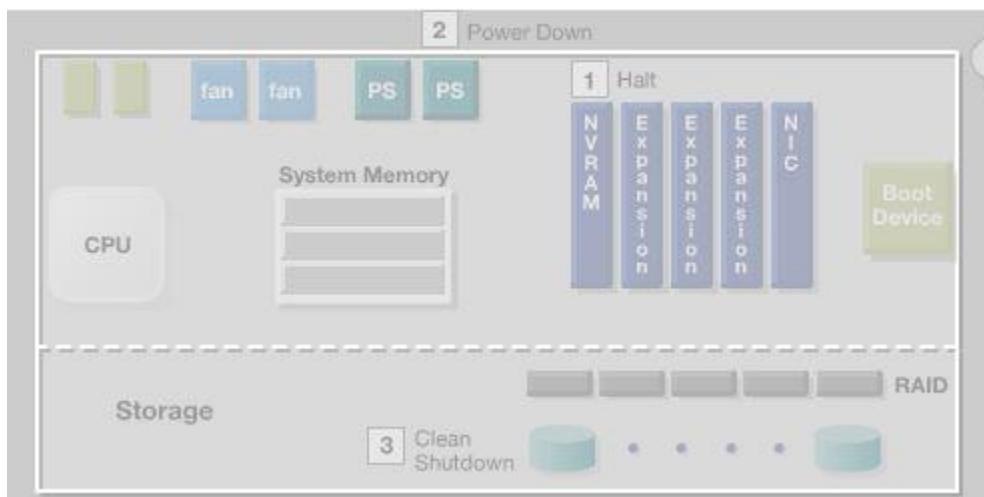 2 Power Down
fan fan PS PS
1 Halt
NVRAM
Expansion
Expansion
Expansion
NIC
System Memory
CPU
Boot
Device
RAID
Storage
3 Clean
Shutdown